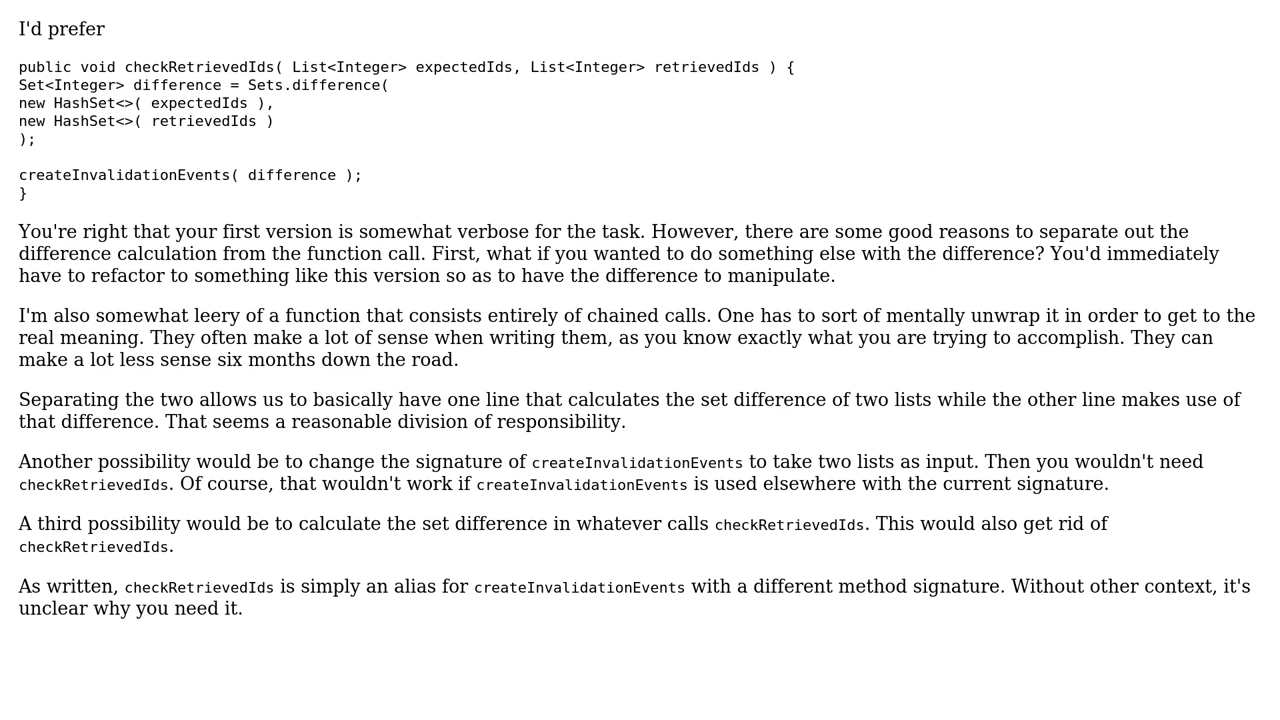 I'd prefer
public void checkRetrievedIds( List<Integer> expectedIds, List<Integer> retrievedIds ) {
Set<Integer> difference = Sets.difference(
new HashSet<>( expectedIds ),
new HashSet<>( retrievedIds )
);
createInvalidationEvents( difference );
}
You're right that your first version is somewhat verbose for the task. However, there are some good reasons to separate out the
difference calculation from the function call. First, what if you wanted to do something else with the difference? You'd immediately
have to refactor to something like this version so as to have the difference to manipulate.
I'm also somewhat leery of a function that consists entirely of chained calls. One has to sort of mentally unwrap it in order to get to the
real meaning. They often make a lot of sense when writing them, as you know exactly what you are trying to accomplish. They can
make a lot less sense six months down the road.
Separating the two allows us to basically have one line that calculates the set difference of two lists while the other line makes use of
that difference. That seems a reasonable division of responsibility.
Another possibility would be to change the signature of createInvalidationEvents to take two lists as input. Then you wouldn't need
checkRetrievedIds. Of course, that wouldn't work if createInvalidationEvents is used elsewhere with the current signature.
A third possibility would be to calculate the set difference in whatever calls checkRetrievedIds. This would also get rid of
checkRetrievedIds.
As written, checkRetrievedIds is simply an alias for createInvalidationEvents with a different method signature. Without other context, it's
unclear why you need it.